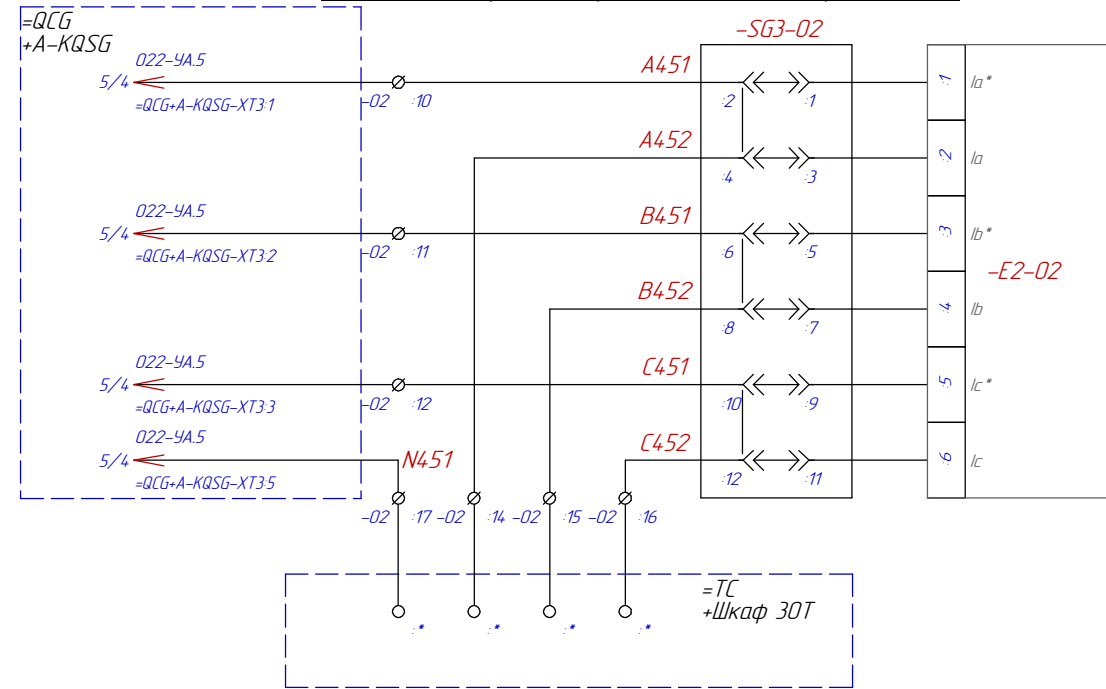 =QCG
+A-KQSG
-SG3-02
022-УА.5
5/4
=QCG+A-KQSG-XT3:1
-02 :10
A451
:2 :1
:1
Ia*
A452
:4 :3
:2
Ia
022-УА.5
5/4
=QCG+A-KQSG-XT3:2
-02 :11
B451
:6 :5
:3
Ib*
-E2-02
B452
:8 :7
:4
Ib
022-УА.5
5/4
=QCG+A-KQSG-XT3:3
-02 :12
C451
:10 :9
:5
Ic*
022-УА.5
5/4
=QCG+A-KQSG-XT3:5
N451
C452
:12 :11
:6
Ic
-02 :17 -02 :14 -02 :15 -02 :16
=TC
+Шкаф ЗОТ
:* :* :* :*